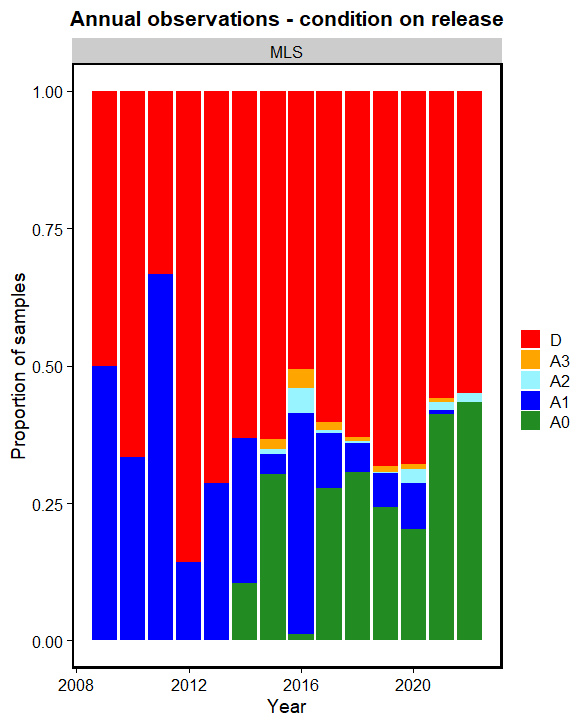 Annual observations - condition on release
MLS
1.00
0.75
0.50
0.25
0.00
Proportion of samples
2008 2012 2016 2020
Year
D
A3
A2
A1
A0